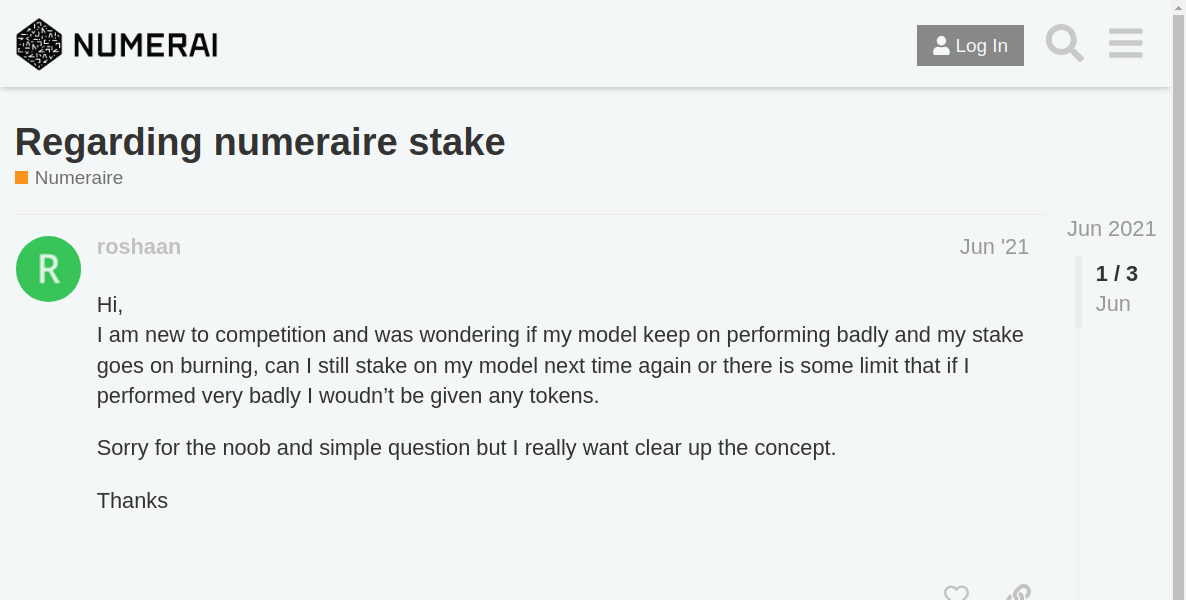 NUMERAI
Log In
Regarding numeraire stake
Numeraire
Jun 2021
R
roshaan
Jun '21
1 / 3
Jun
Hi,
I am new to competition and was wondering if my model keep on performing badly and my stake
goes on burning, can I still stake on my model next time again or there is some limit that if I
performed very badly I woudn’t be given any tokens.
Sorry for the noob and simple question but I really want clear up the concept.
Thanks